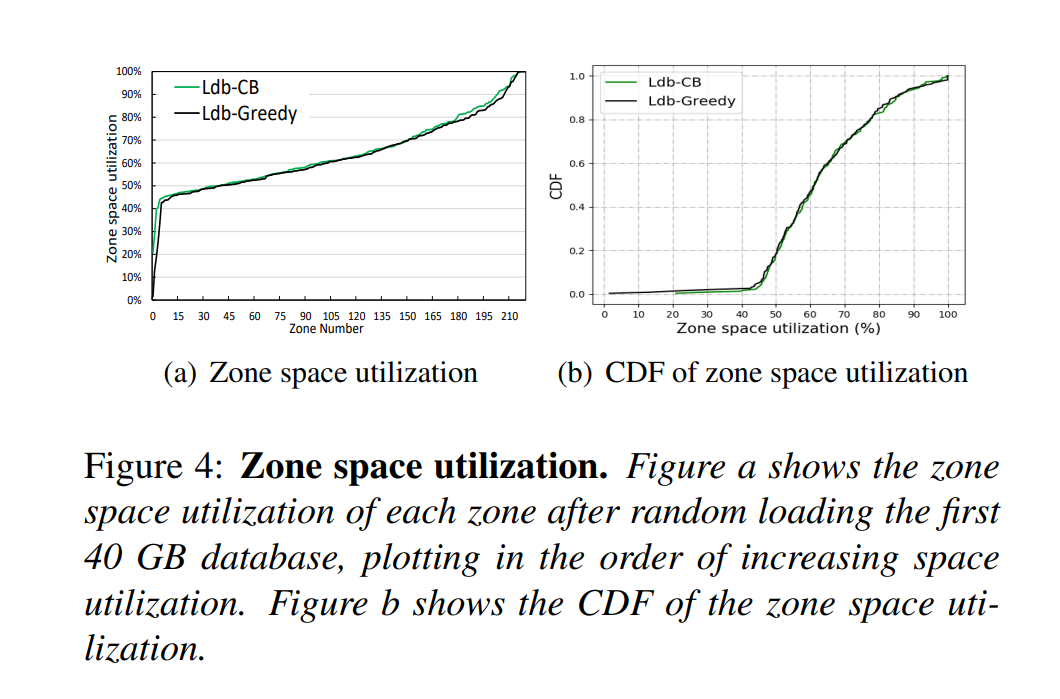 100%
90%
80%
70%
60%
50%
40%
30%
20%
10%
0%
Zone space utilization
Ldb-CB
Ldb-Greedy
0 15 30 45 60 75 90 105 120 135 150 165 180 195 210
Zone Number
1.0
0.8
0.6
0.4
0.2
0.0
CDF
Ldb-CB
Ldb-Greedy
0 10 20 30 40 50 60 70 80 90 100
Zone space utilization (%)
(a) Zone space utilization
(b) CDF of zone space utilization
Figure 4: Zone space utilization. Figure a shows the zone
space utilization of each zone after random loading the first
40 GB database, plotting in the order of increasing space
utilization. Figure b shows the CDF of the zone space uti-
lization.